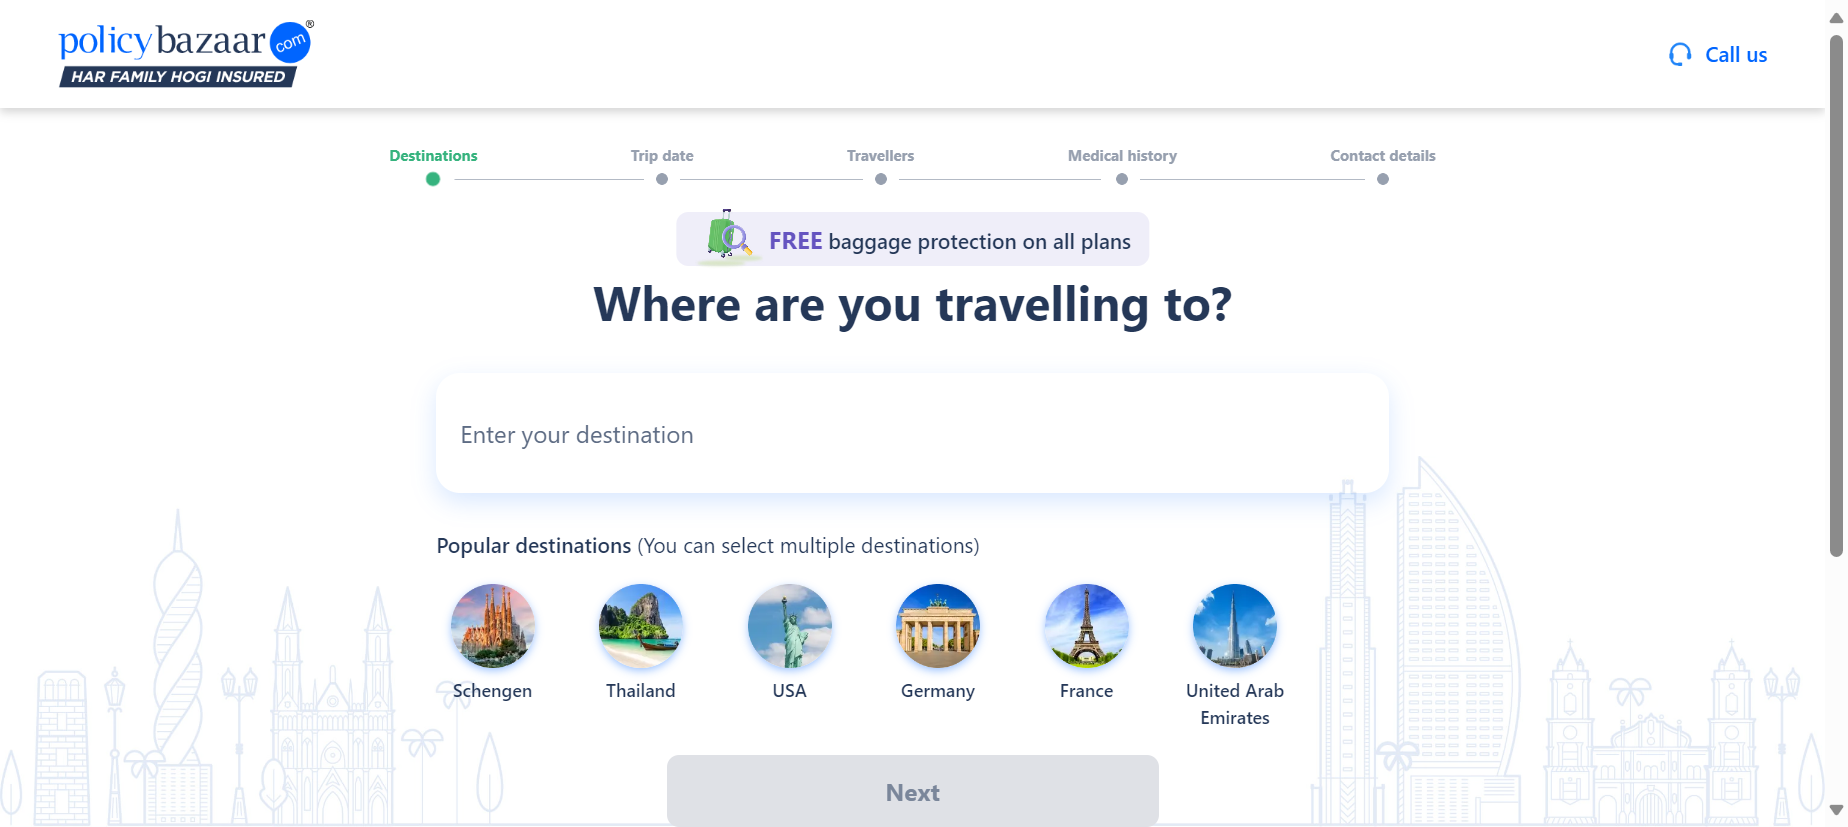 policybazaar com ®
HAR FAMILY HOGI INSURED
Call us
Destinations
Trip date
Travellers
Medical history
Contact details
FREE baggage protection on all plans
Where are you travelling to?
Enter your destination
Popular destinations (You can select multiple destinations)
Schengen
Thailand
USA
Germany
France
United Arab
Emirates
Next